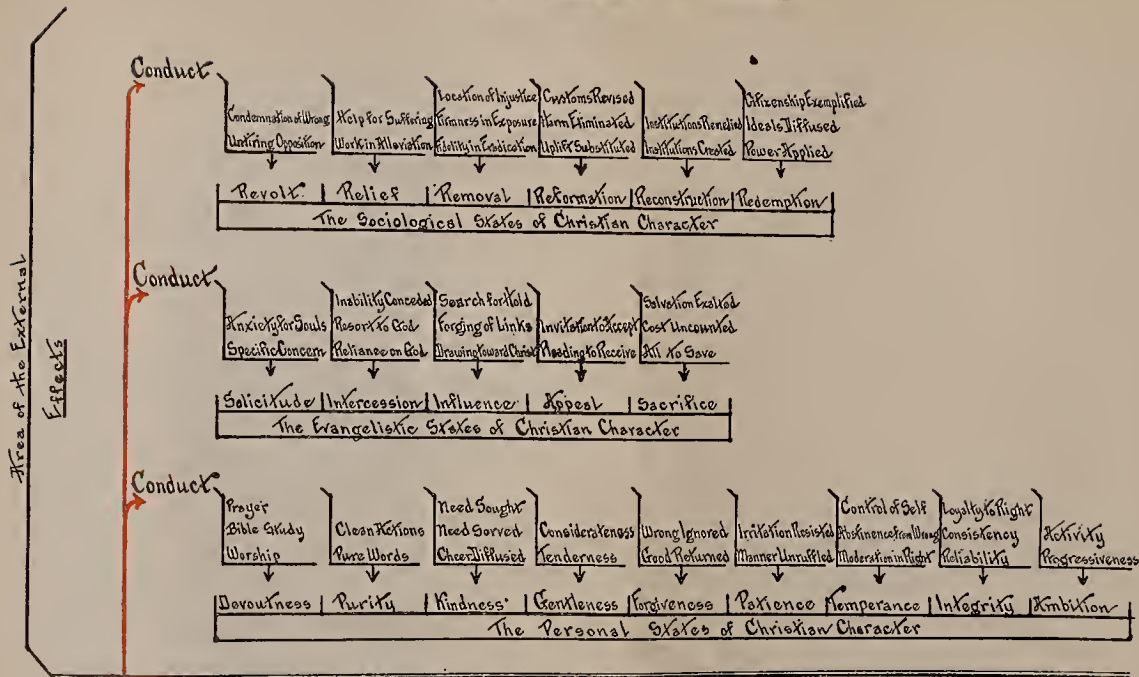 Area of the External
Effects
Conduct
Condemnation of Wrong
Untiring Opposition
Help for Suffering
Work in Alleviation
Location of Injustice
Firmness in Exposure
Fidelity in Eradication
Customs Revised
Harm Eliminated
Uplift Substituted
Institutions Remedied
Institutions Created
Citizenship Exemplified
Ideals Diffused
Power Applied
Revolt. Relief Removal Reformation Reconstruction Redemption
The Sociological States of Christian Character
Conduct
Anxiety for Souls
Specific Concern
Inability Conceded
Resort to God
Reliance on God
Search for Hold
Forging of Links
Drawing toward Christ
Invitation to Accept
Pleading to Receive
Salvation Exalted
Cost Uncounted
All to Save
Solicitude Intercession Influence Appeal Sacrifice
The Evangelistic States of Christian Character
Conduct
Prayer
Bible Study
Worship
Clean Actions
Pure Words
Need Sought
Need Served
Cheer Diffused
Considerateness
Tenderness
Wrong Ignored
Good Returned
Irritation Resisted
Manner Unruffled
Control of Self
Abstinence from Wrong
Moderation in Right
Loyalty to Right
Consistency
Reliability
Activity
Progressiveness
Devoutness Purity Kindness Gentleness Forgiveness Patience Temperance Integrity Ambition
The Personal States of Christian Character